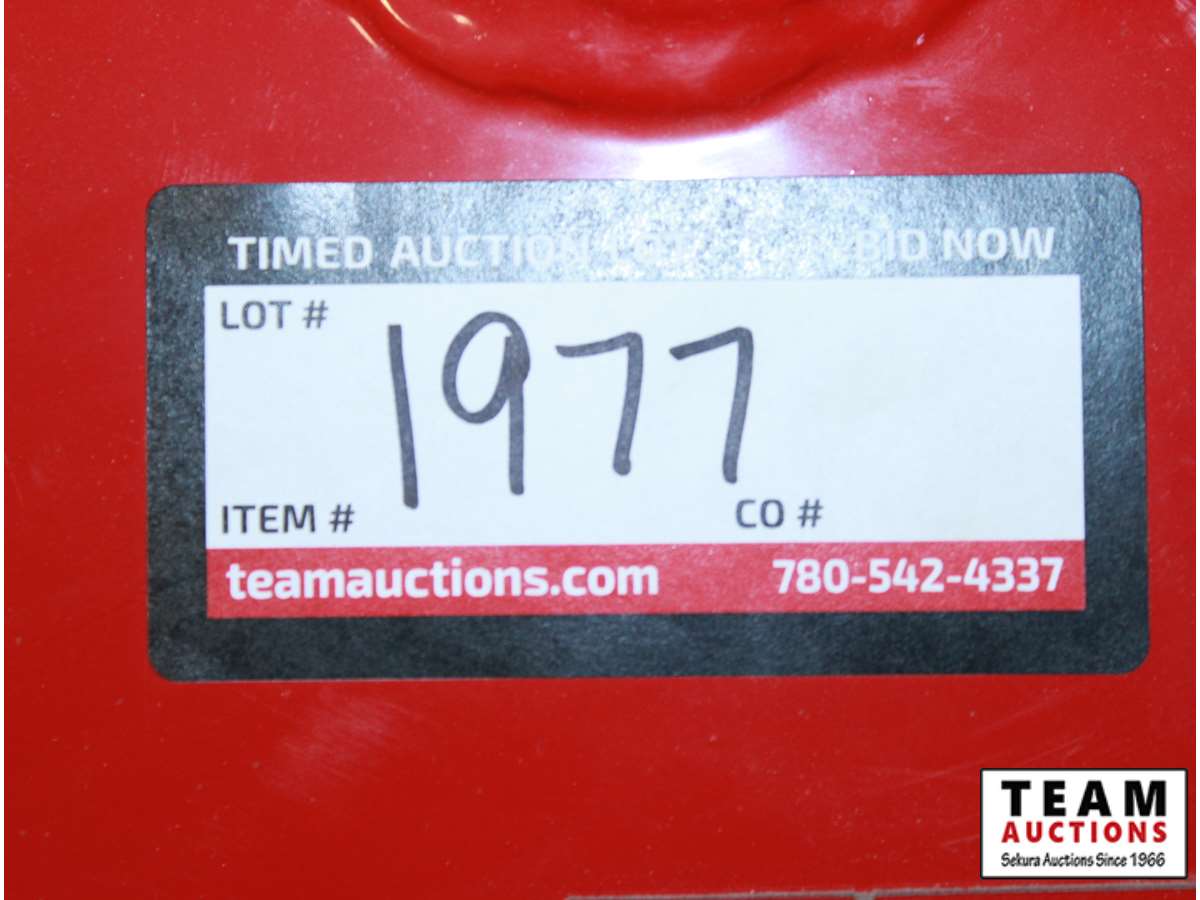 TIMED AUCTION LOT BID NOW
LOT #
1977
ITEM # CO #
teamauctions.com 780-542-4337
TEAM
AUCTIONS
Sekura Auctions Since 1966